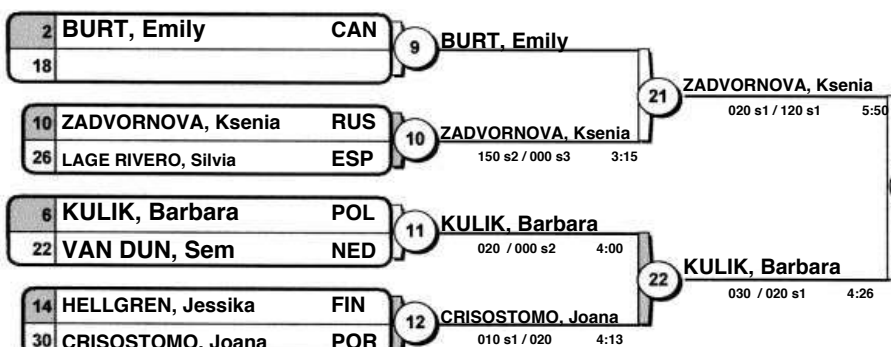 2 BURT, Emily CAN
18
9
BURT, Emily
10 ZADVORNOVA, Ksenia RUS
26 LAGE RIVERO, Silvia ESP
10
ZADVORNOVA, Ksenia
150 s2 / 000 s3 3:15
21
ZADVORNOVA, Ksenia
020 s1 / 120 s1 5:50
6 KULIK, Barbara POL
22 VAN DUN, Sem NED
11
KULIK, Barbara
020 / 000 s2 4:00
14 HELLGREN, Jessika FIN
30 CRISOSTOMO, Joana POR
12
CRISOSTOMO, Joana
010 s1 / 020 4:13
22
KULIK, Barbara
030 / 020 s1 4:26